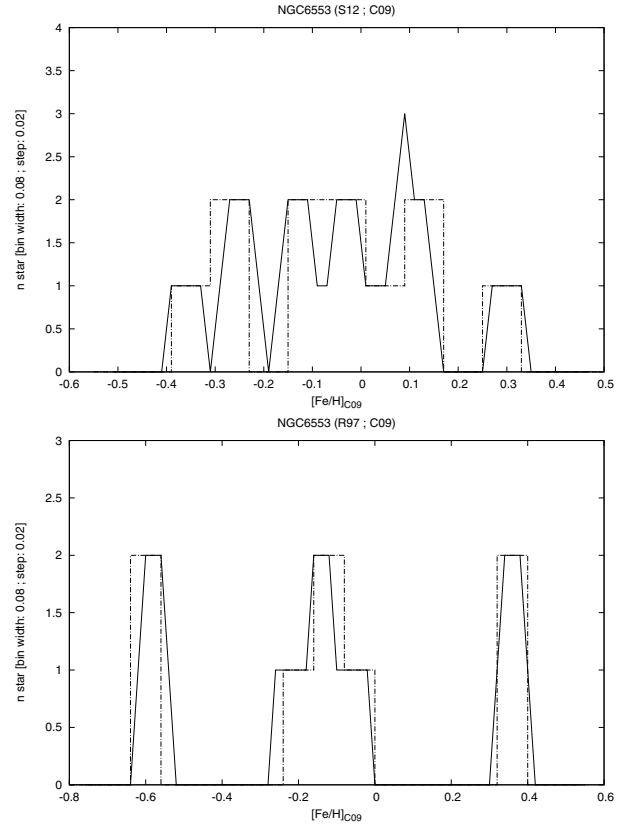 NGC6553 (S12 ; C09)
4
3.5
3
2.5
2
1.5
1
0.5
0
n star [bin width: 0.08 ; step: 0.02]
-0.6 -0.5 -0.4 -0.3 -0.2 -0.1 0 0.1 0.2 0.3 0.4 0.5
[Fe/H]C09
NGC6553 (R97 ; C09)
3
2.5
2
1.5
1
0.5
0
n star [bin width: 0.08 ; step: 0.02]
-0.8 -0.6 -0.4 -0.2 0 0.2 0.4 0.6
[Fe/H]C09